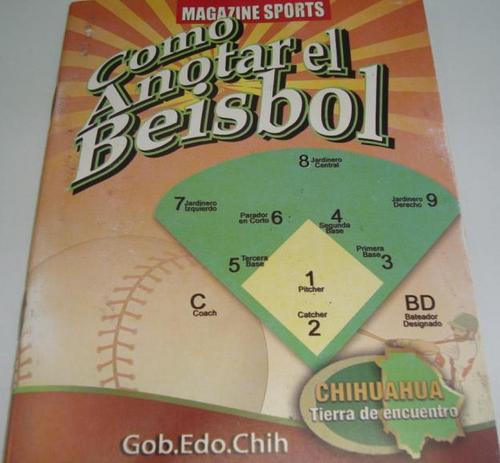 MAGAZINE SPORTS
Como
Anotar el
Beisbol
8 Jardinero
Central
7 Jardinero
Izquierdo
Jardinero 9
Derecho
Parador 6
en Corto
4
Segunda
Base
5 Tercera
Base
Primera
Base 3
1
Pitcher
C
Coach
Catcher
2
BD
Bateador
Designado
CHIHUAHUA
Tierra de encuentro
Gob.Edo.Chih